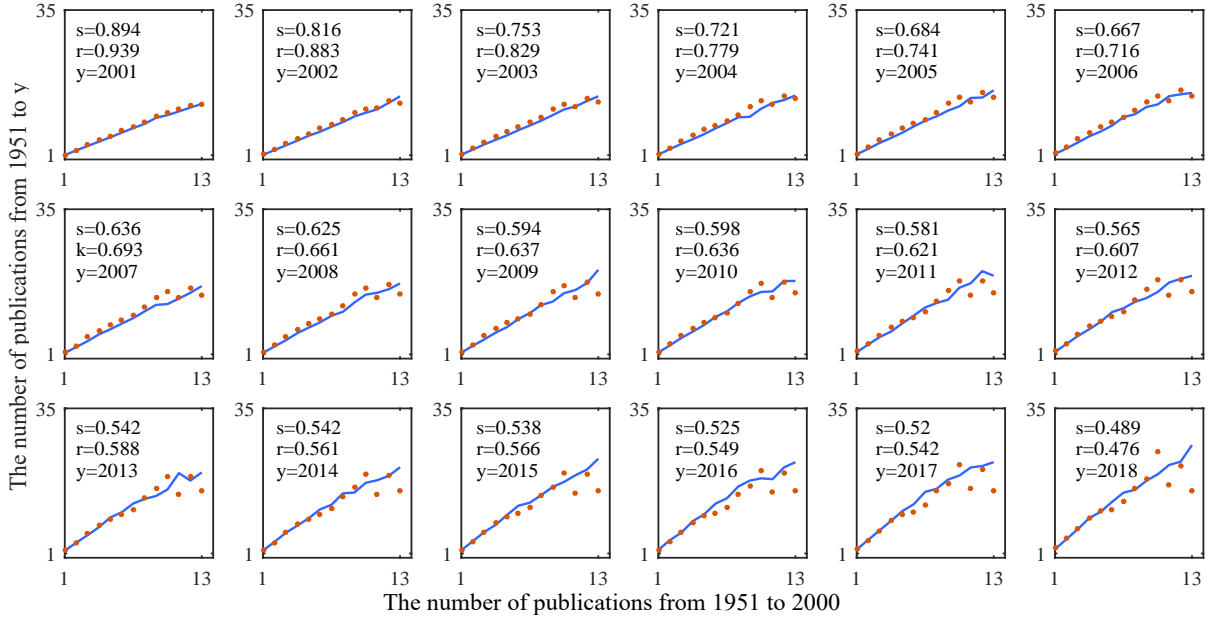 The number of publications from 1951 to y
35
s=0.894
r=0.939
y=2001
1
1
13
s=0.816
r=0.883
y=2002
1
13
s=0.753
r=0.829
y=2003
1
13
35
s=0.721
r=0.779
y=2004
1
1
13
35
s=0.684
r=0.741
y=2005
1
1
13
35
s=0.667
r=0.716
y=2006
1
1
13
35
s=0.636
k=0.693
y=2007
1
1
13
35
s=0.625
r=0.661
y=2008
1
1
13
35
s=0.594
r=0.637
y=2009
1
1
13
35
s=0.598
r=0.636
y=2010
1
1
13
35
s=0.581
r=0.621
y=2011
1
1
13
35
s=0.565
r=0.607
y=2012
1
1
13
35
s=0.542
r=0.588
y=2013
1
1
13
35
s=0.542
r=0.561
y=2014
1
1
13
35
s=0.538
r=0.566
y=2015
1
1
13
35
s=0.525
r=0.549
y=2016
1
1
13
35
s=0.52
r=0.542
y=2017
1
1
13
35
s=0.489
r=0.476
y=2018
1
1
13
The number of publications from 1951 to 2000